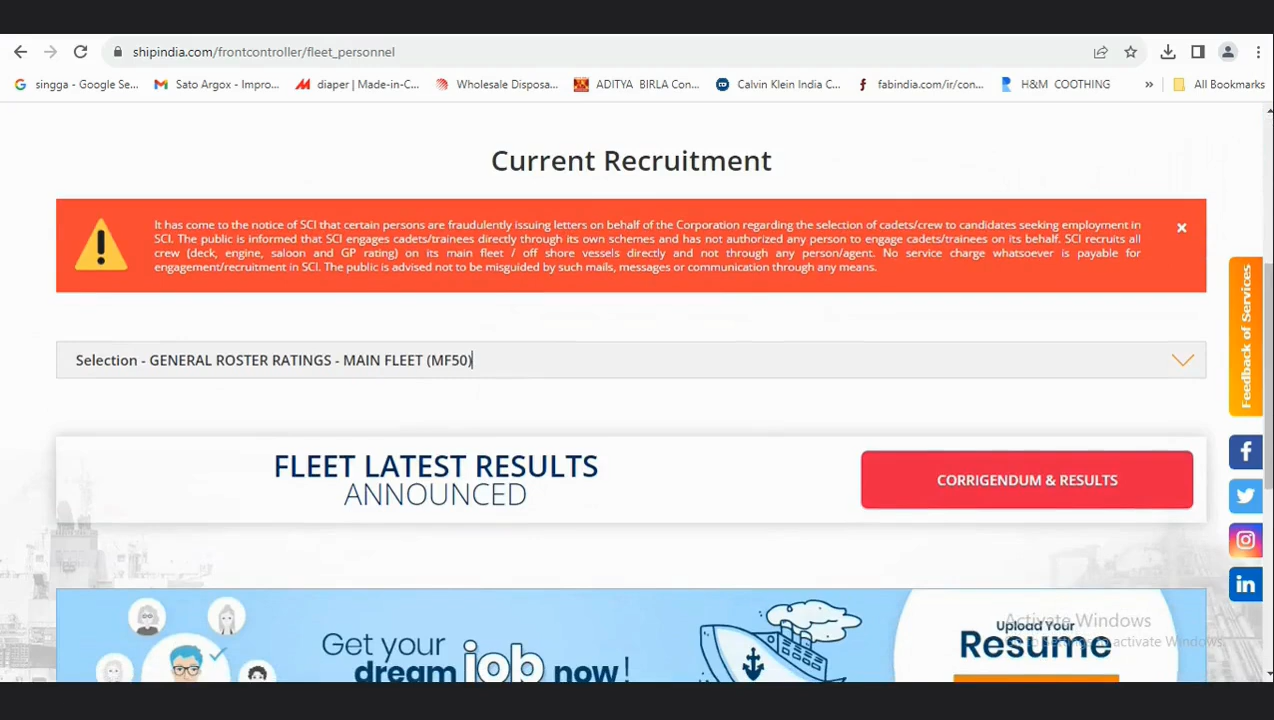 shipindia.com/frontcontroller/fleet_personnel
singga - Google Se...
Sato Argox - Impro...
diaper | Made-in-C...
Wholesale Disposa...
ADITYA BIRLA Con...
Calvin Klein India C...
fabindia.com/ir/con...
H&M COOTHING
»
All Bookmarks
Current Recruitment
It has come to the notice of SCI that certain persons are fraudulently issuing letters on behalf of the Corporation regarding the selection of cadets/crew to candidates seeking employment in
SCI. The public is informed that SCI engages cadets/trainees directly through its own schemes and has not authorized any person to engage cadets/trainees on its behalf. SCI recruits all
crew (deck, engine, saloon and GP rating) on its main fleet / off shore vessels directly and not through any person/agent. No service charge whatsoever is payable for
engagement/recruitment in SCI. The public is advised not to be misguided by such mails, messages or communication through any means.
Feedback of Services
Selection - GENERAL ROSTER RATINGS - MAIN FLEET (MF50)
FLEET LATEST RESULTS
ANNOUNCED
CORRIGENDUM & RESULTS
Get your
dream job now!
Upload Your
Resume
Activate Windows
Go to Settings to activate Windows.